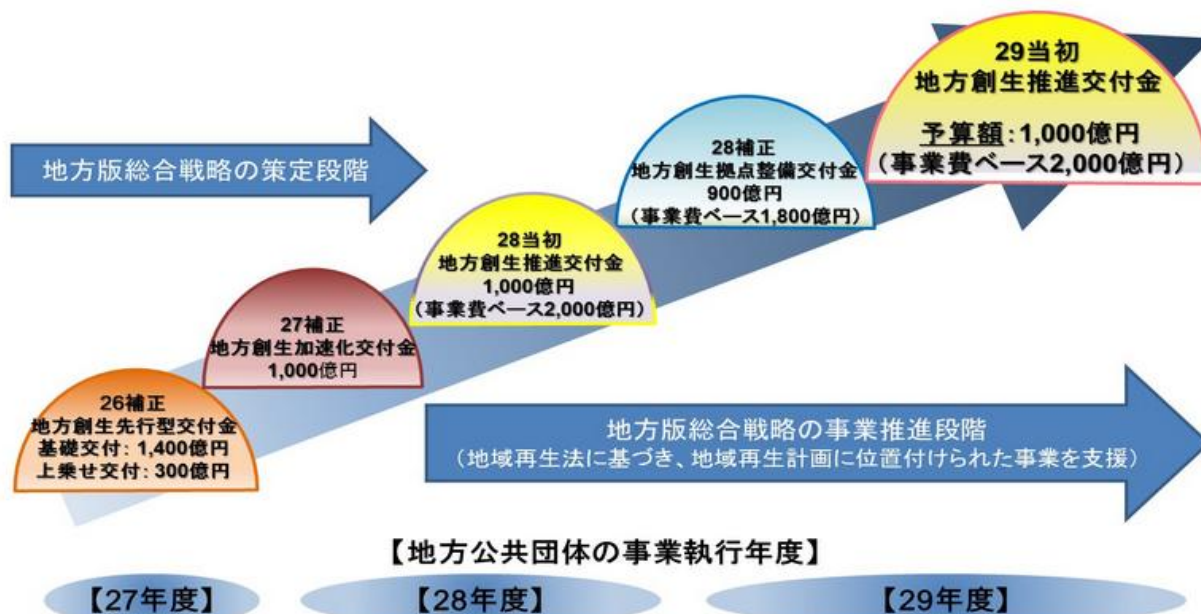 29当初
地方創生推進交付金
予算額：1,000億円
（事業費ベース2,000億円）
28補正
地方創生拠点整備交付金
900億円
（事業費ベース1,800億円）
地方版総合戦略の策定段階
28当初
地方創生推進交付金
1,000億円
（事業費ベース2,000億円）
27補正
地方創生加速化交付金
1,000億円
26補正
地方創生先行型交付金
基礎交付：1,400億円
上乗せ交付：300億円
地方版総合戦略の事業推進段階
（地域再生法に基づき、地域再生計画に位置付けられた事業を支援）
【地方公共団体の事業執行年度】
【27年度】
【28年度】
【29年度】